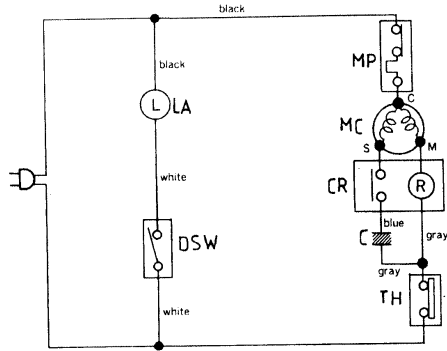 black
black
MP
C
L
LA
MC
S
M
white
CR
R
blue
DSW
C
gray
gray
TH
white